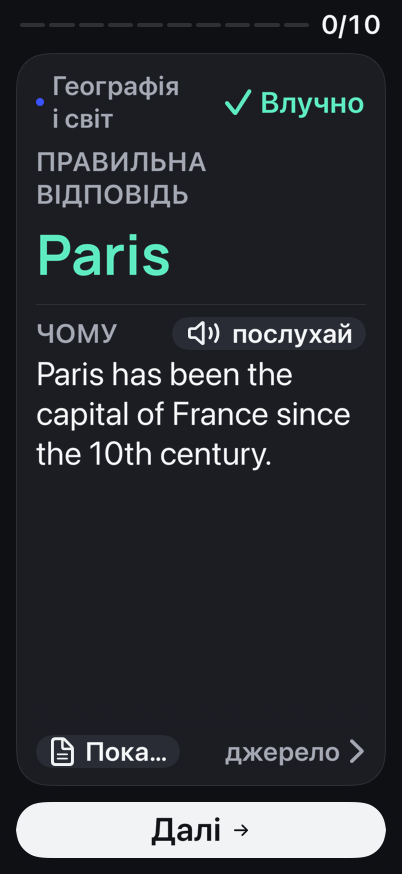 0/10
Географія
і світ
Влучно
ПРАВИЛЬНА
ВІДПОВІДЬ
Paris
ЧОМУ
послухай
Paris has been the
capital of France since
the 10th century.
Пока...
джерело
Далі →